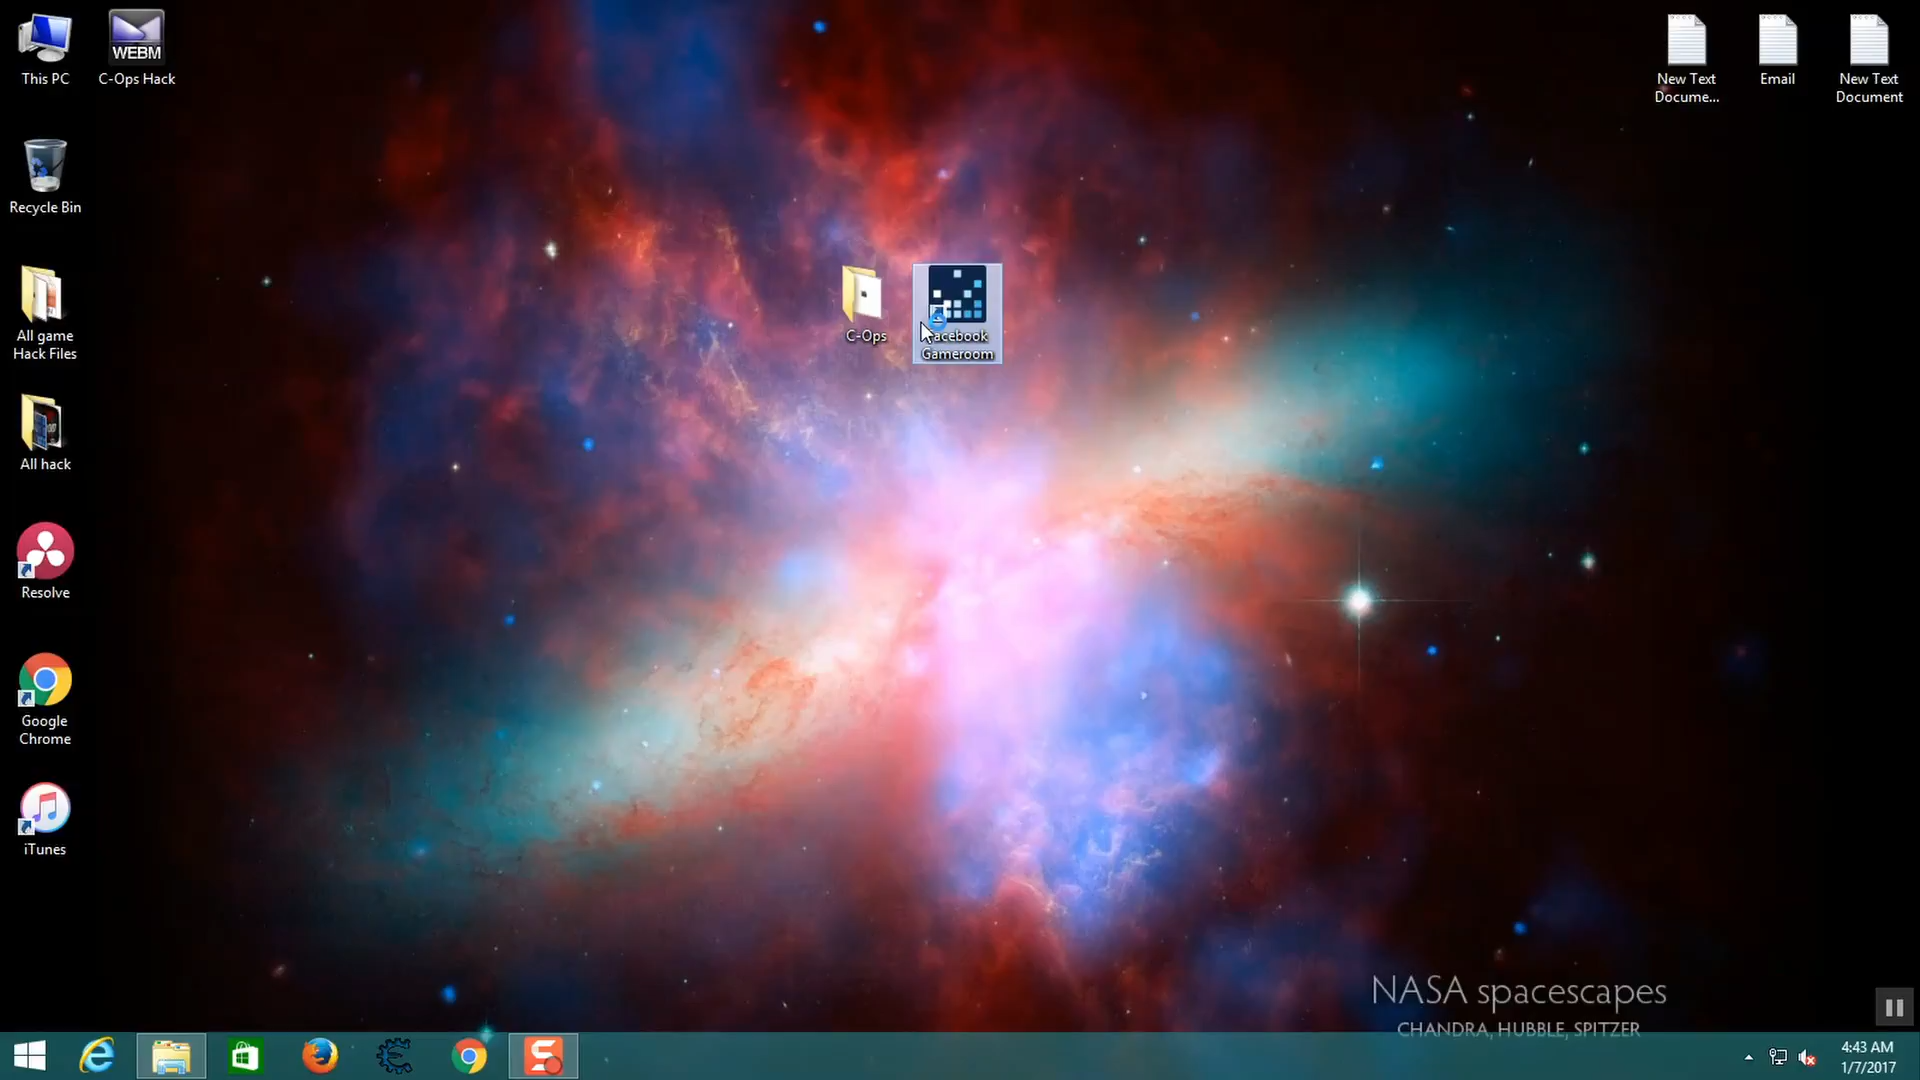 This PC
WEBM
C-Ops Hack
New Text
Docume...
Email
New Text
Document
Recycle Bin
All game
Hack Files
C-Ops
acebook
Gameroom
All hack
Resolve
Google
Chrome
iTunes
NASA spacescapes
CHANDRA, HUBBLE, SPITZER
4:43 AM
1/7/2017